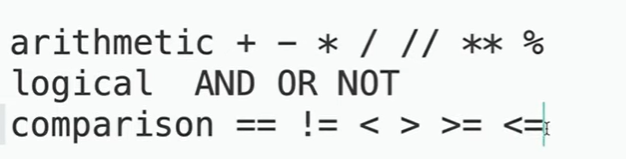 arithmetic + - * / // ** %
logical  AND OR NOT
comparison == != < > >= <=